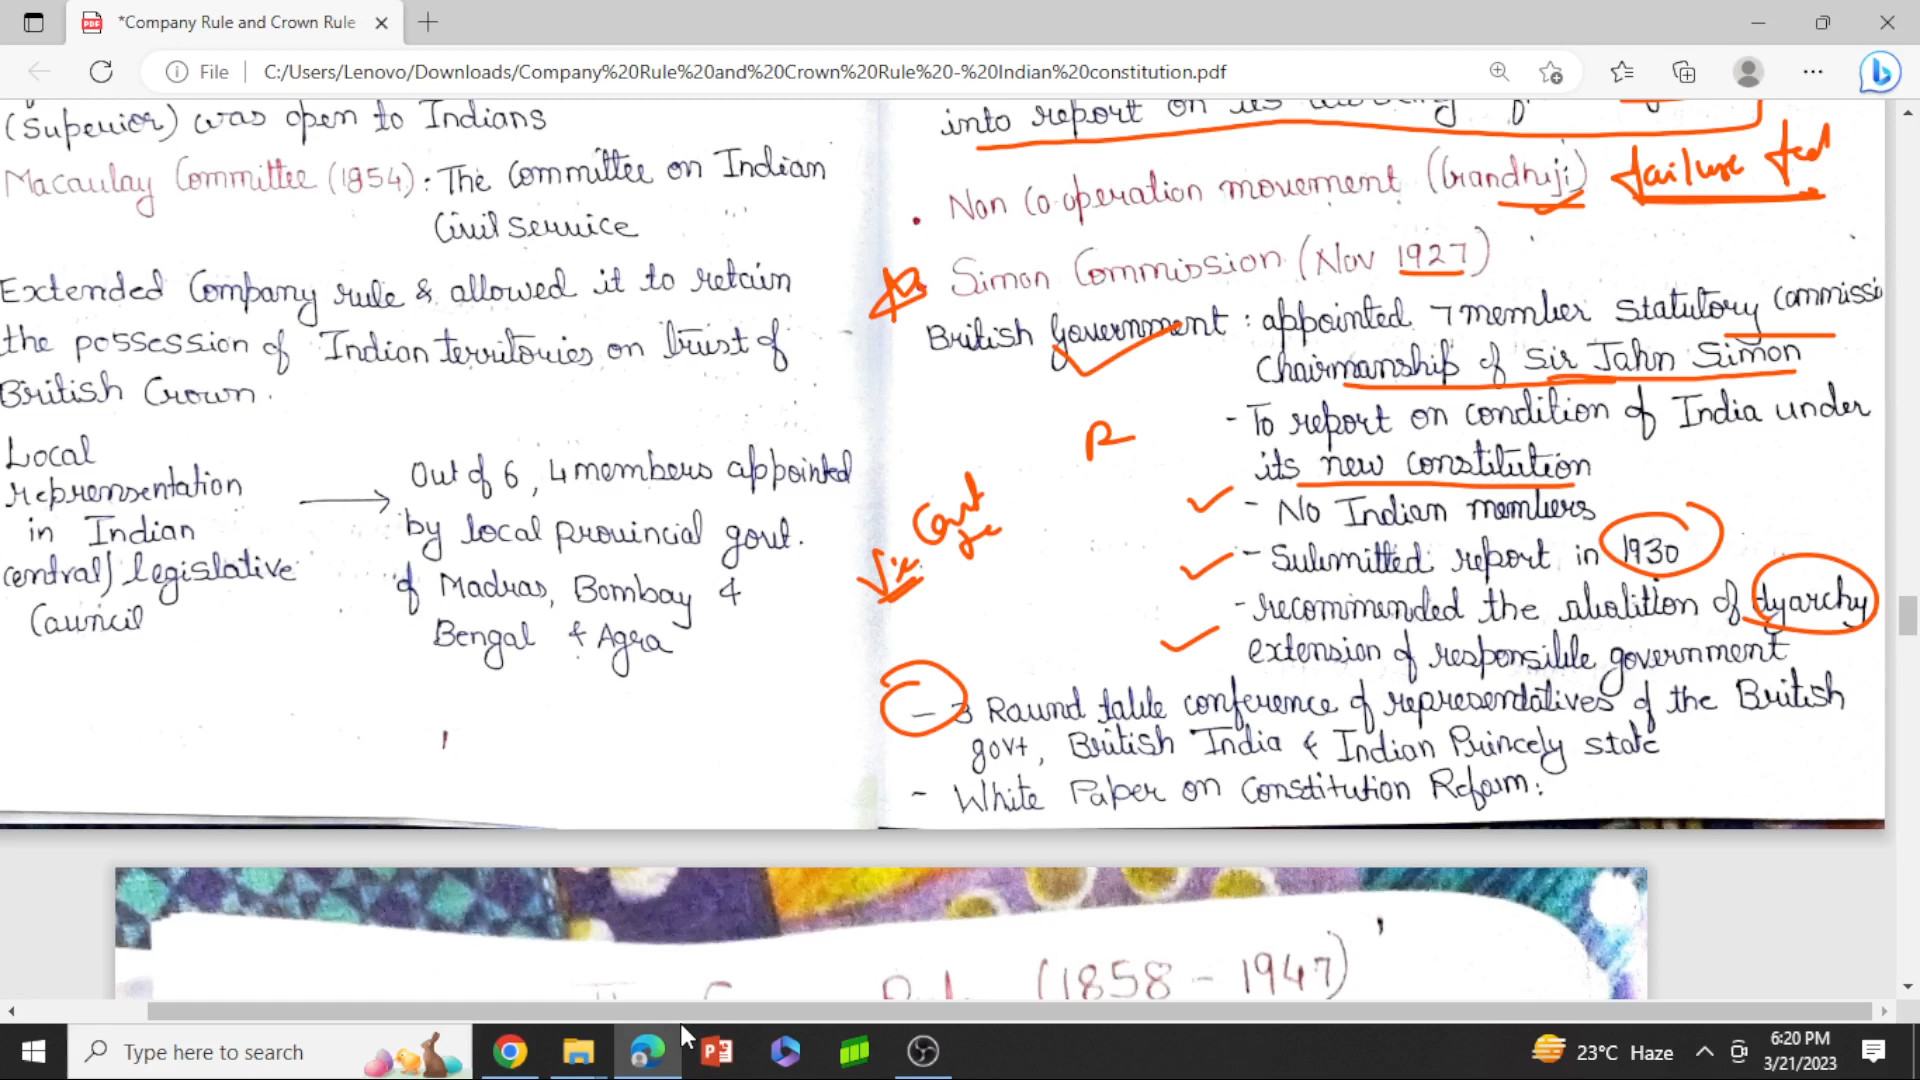 *Company Rule and Crown Rule
File
C:/Users/Lenovo/Downloads/Company%20Rule%20and%20Crown%20Rule%20-%20Indian%20constitution.pdf
(Superior) was open to Indians
Macaulay Committee (1854): The Committee on Indian
Civil Service
Extended Company rule & allowed it to retain
the possession of Indian territories on trust of
British Crown.
Local
reprensentation
in Indian
central) legislative
Council
Out of 6, 4 members appointed
by local provincial govt.
of Madras, Bombay &
Bengal & Agra
into report on its
Non Co-operation movement (Gandhiji) failure
Simon Commission (Nov 1927)
British Government : appointed 7 member Statutory Commissi
Chairmanship of Sir John Simon
- To report on condition of India under
its new constitution
- No Indian members
- Submitted report in 1930
- recommended the abolition of dyarchy
extension of responsible government
- 3 Round table conference of representatives of the British
govt, British India & Indian Princely state
- White Paper on Constitution Reform:
(1858 - 1947)
Type here to search
23°C Haze
6:20 PM
3/21/2023